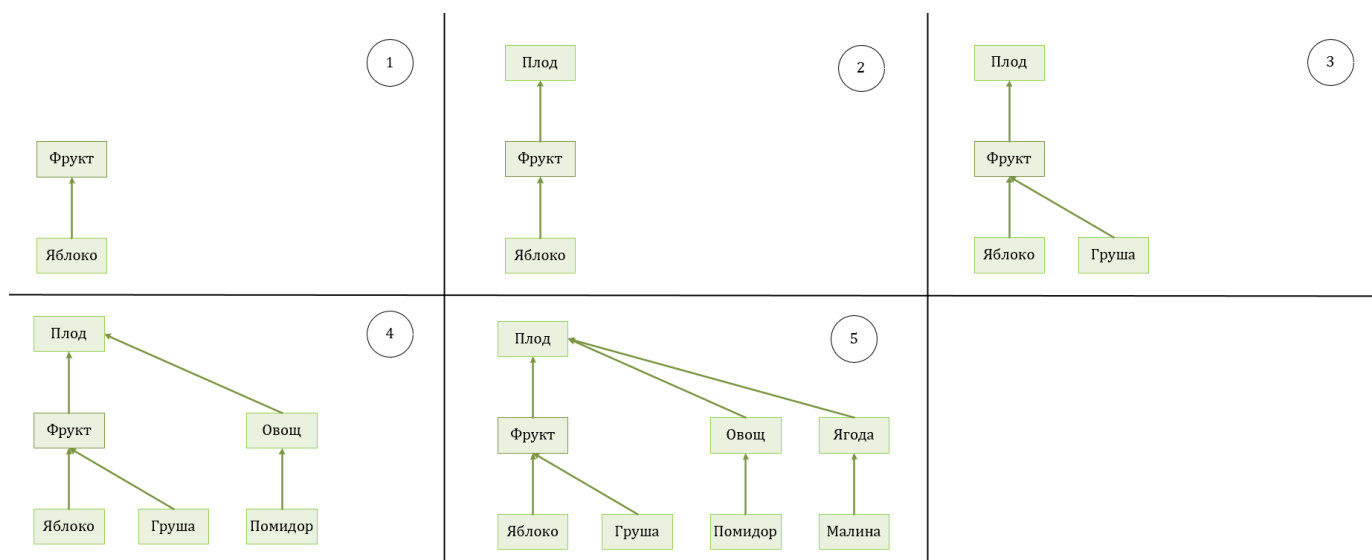 1
Фрукт
Яблоко
2
Плод
Фрукт
Яблоко
3
Плод
Фрукт
Яблоко Груша
4
Плод
Фрукт Овощ
Яблоко Груша Помидор
5
Плод
Фрукт Овощ Ягода
Яблоко Груша Помидор Малина